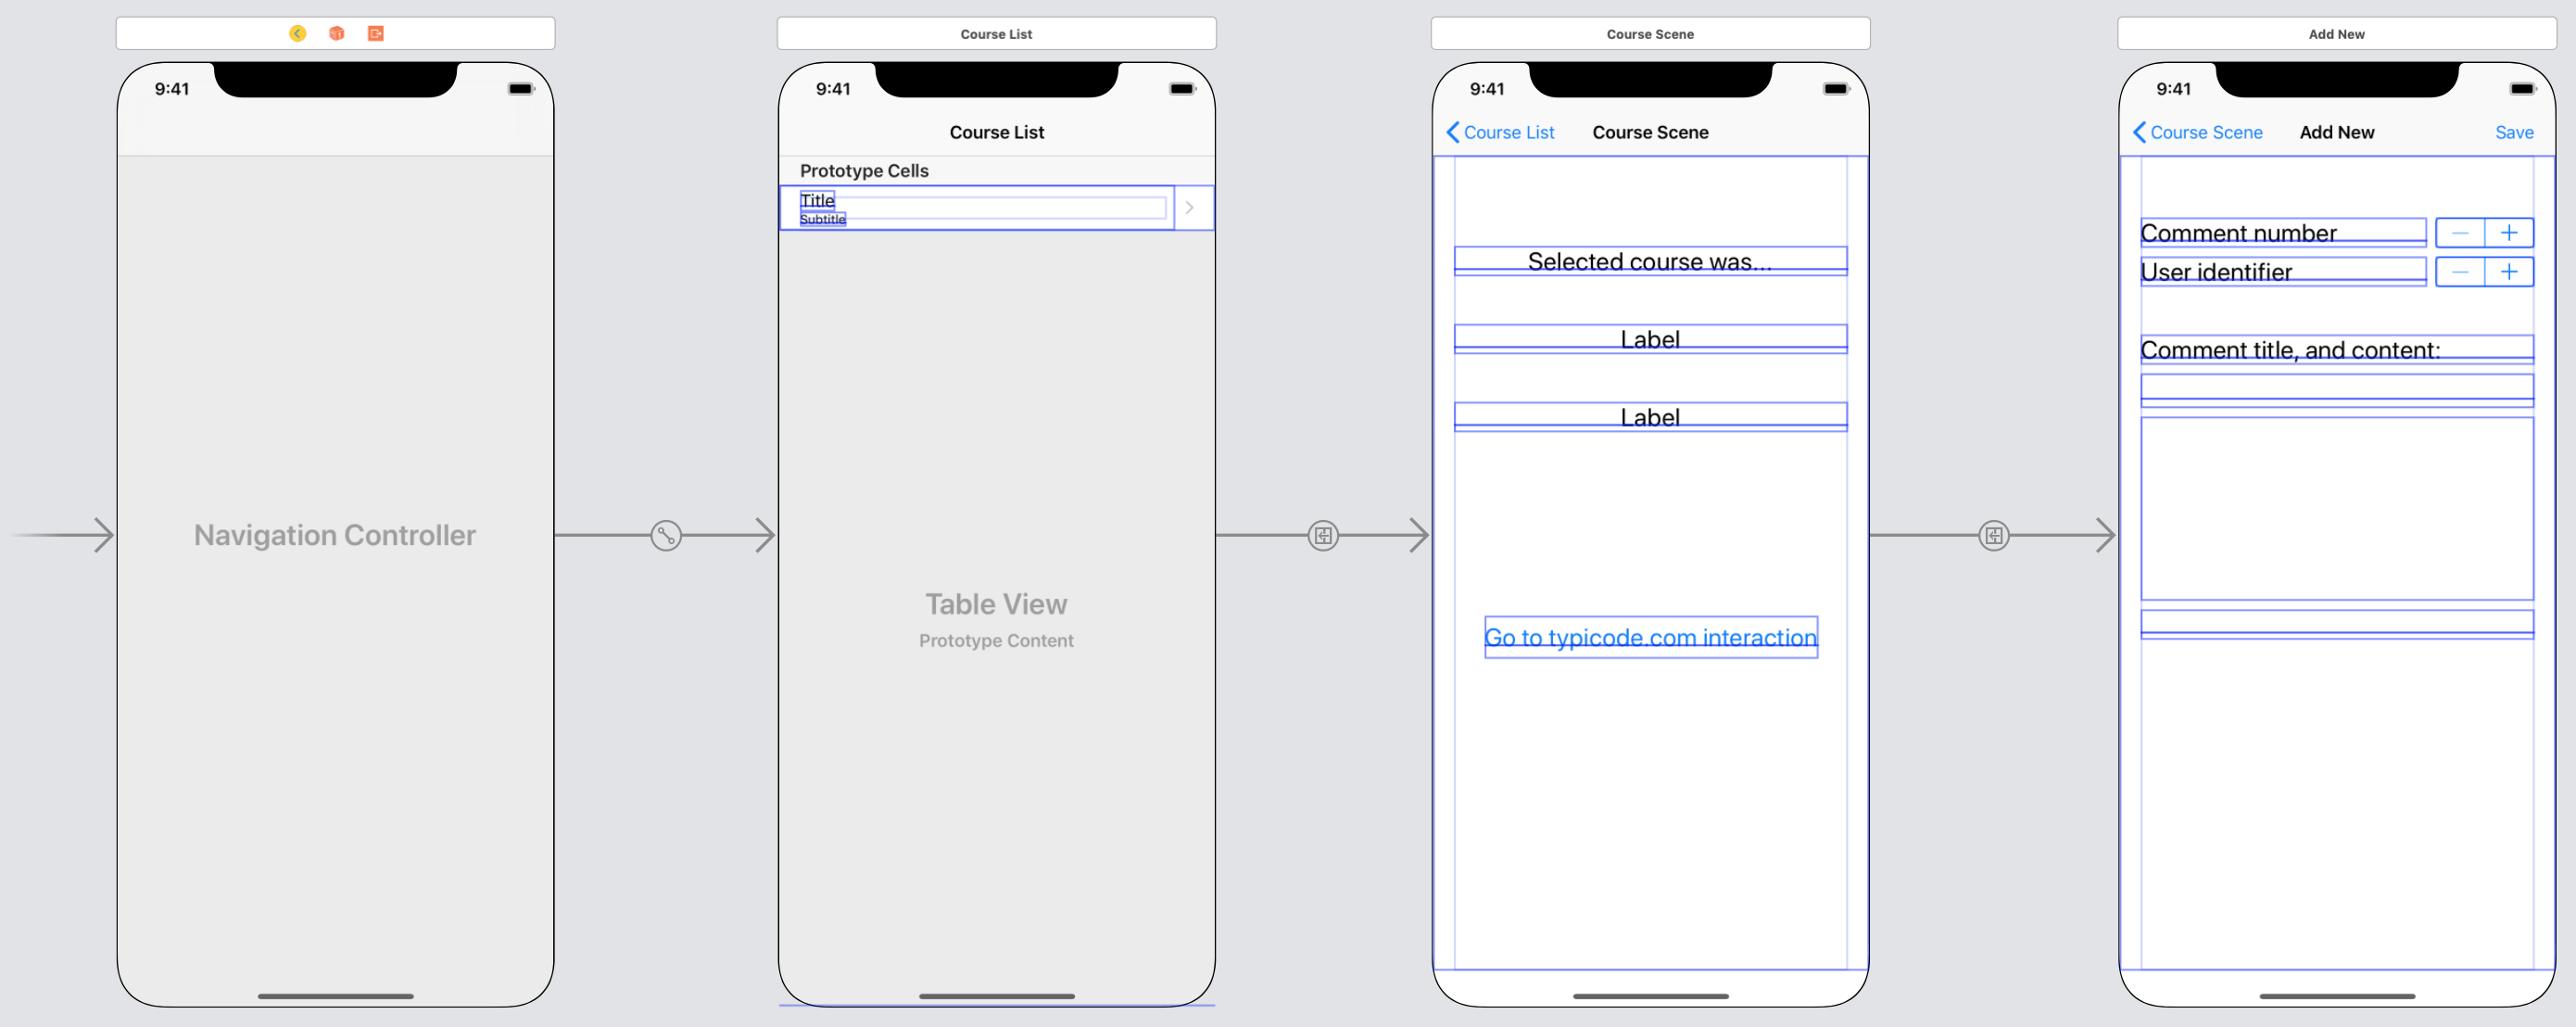 9:41
Navigation Controller
Course List
9:41
Course List
Prototype Cells
Title
Subtitle
Table View
Prototype Content
Course Scene
9:41
Course List
Course Scene
Selected course was...
Label
Label
Go to typicode.com interaction
Add New
9:41
Course Scene
Add New
Save
Comment number
User identifier
Comment title, and content: